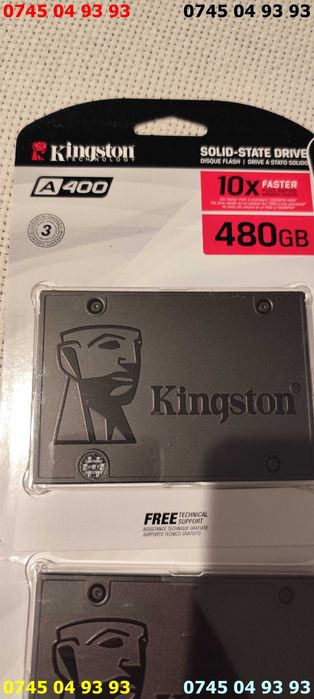 0745 04 93 93 0745 04 93 93
Kingston
TECHNOLOGY
SOLID-STATE DRIVE
DISQUE FLASH | DRIVE A STATO SOLIDO
A400
10x FASTER
480GB
3
Kingston
FREE TECHNICAL SUPPORT
ASSISTANCE TECHNIQUE GRATUITE
SUPPORTO TECNICO GRATUITO
0745 04 93 93 0745 04 93 93